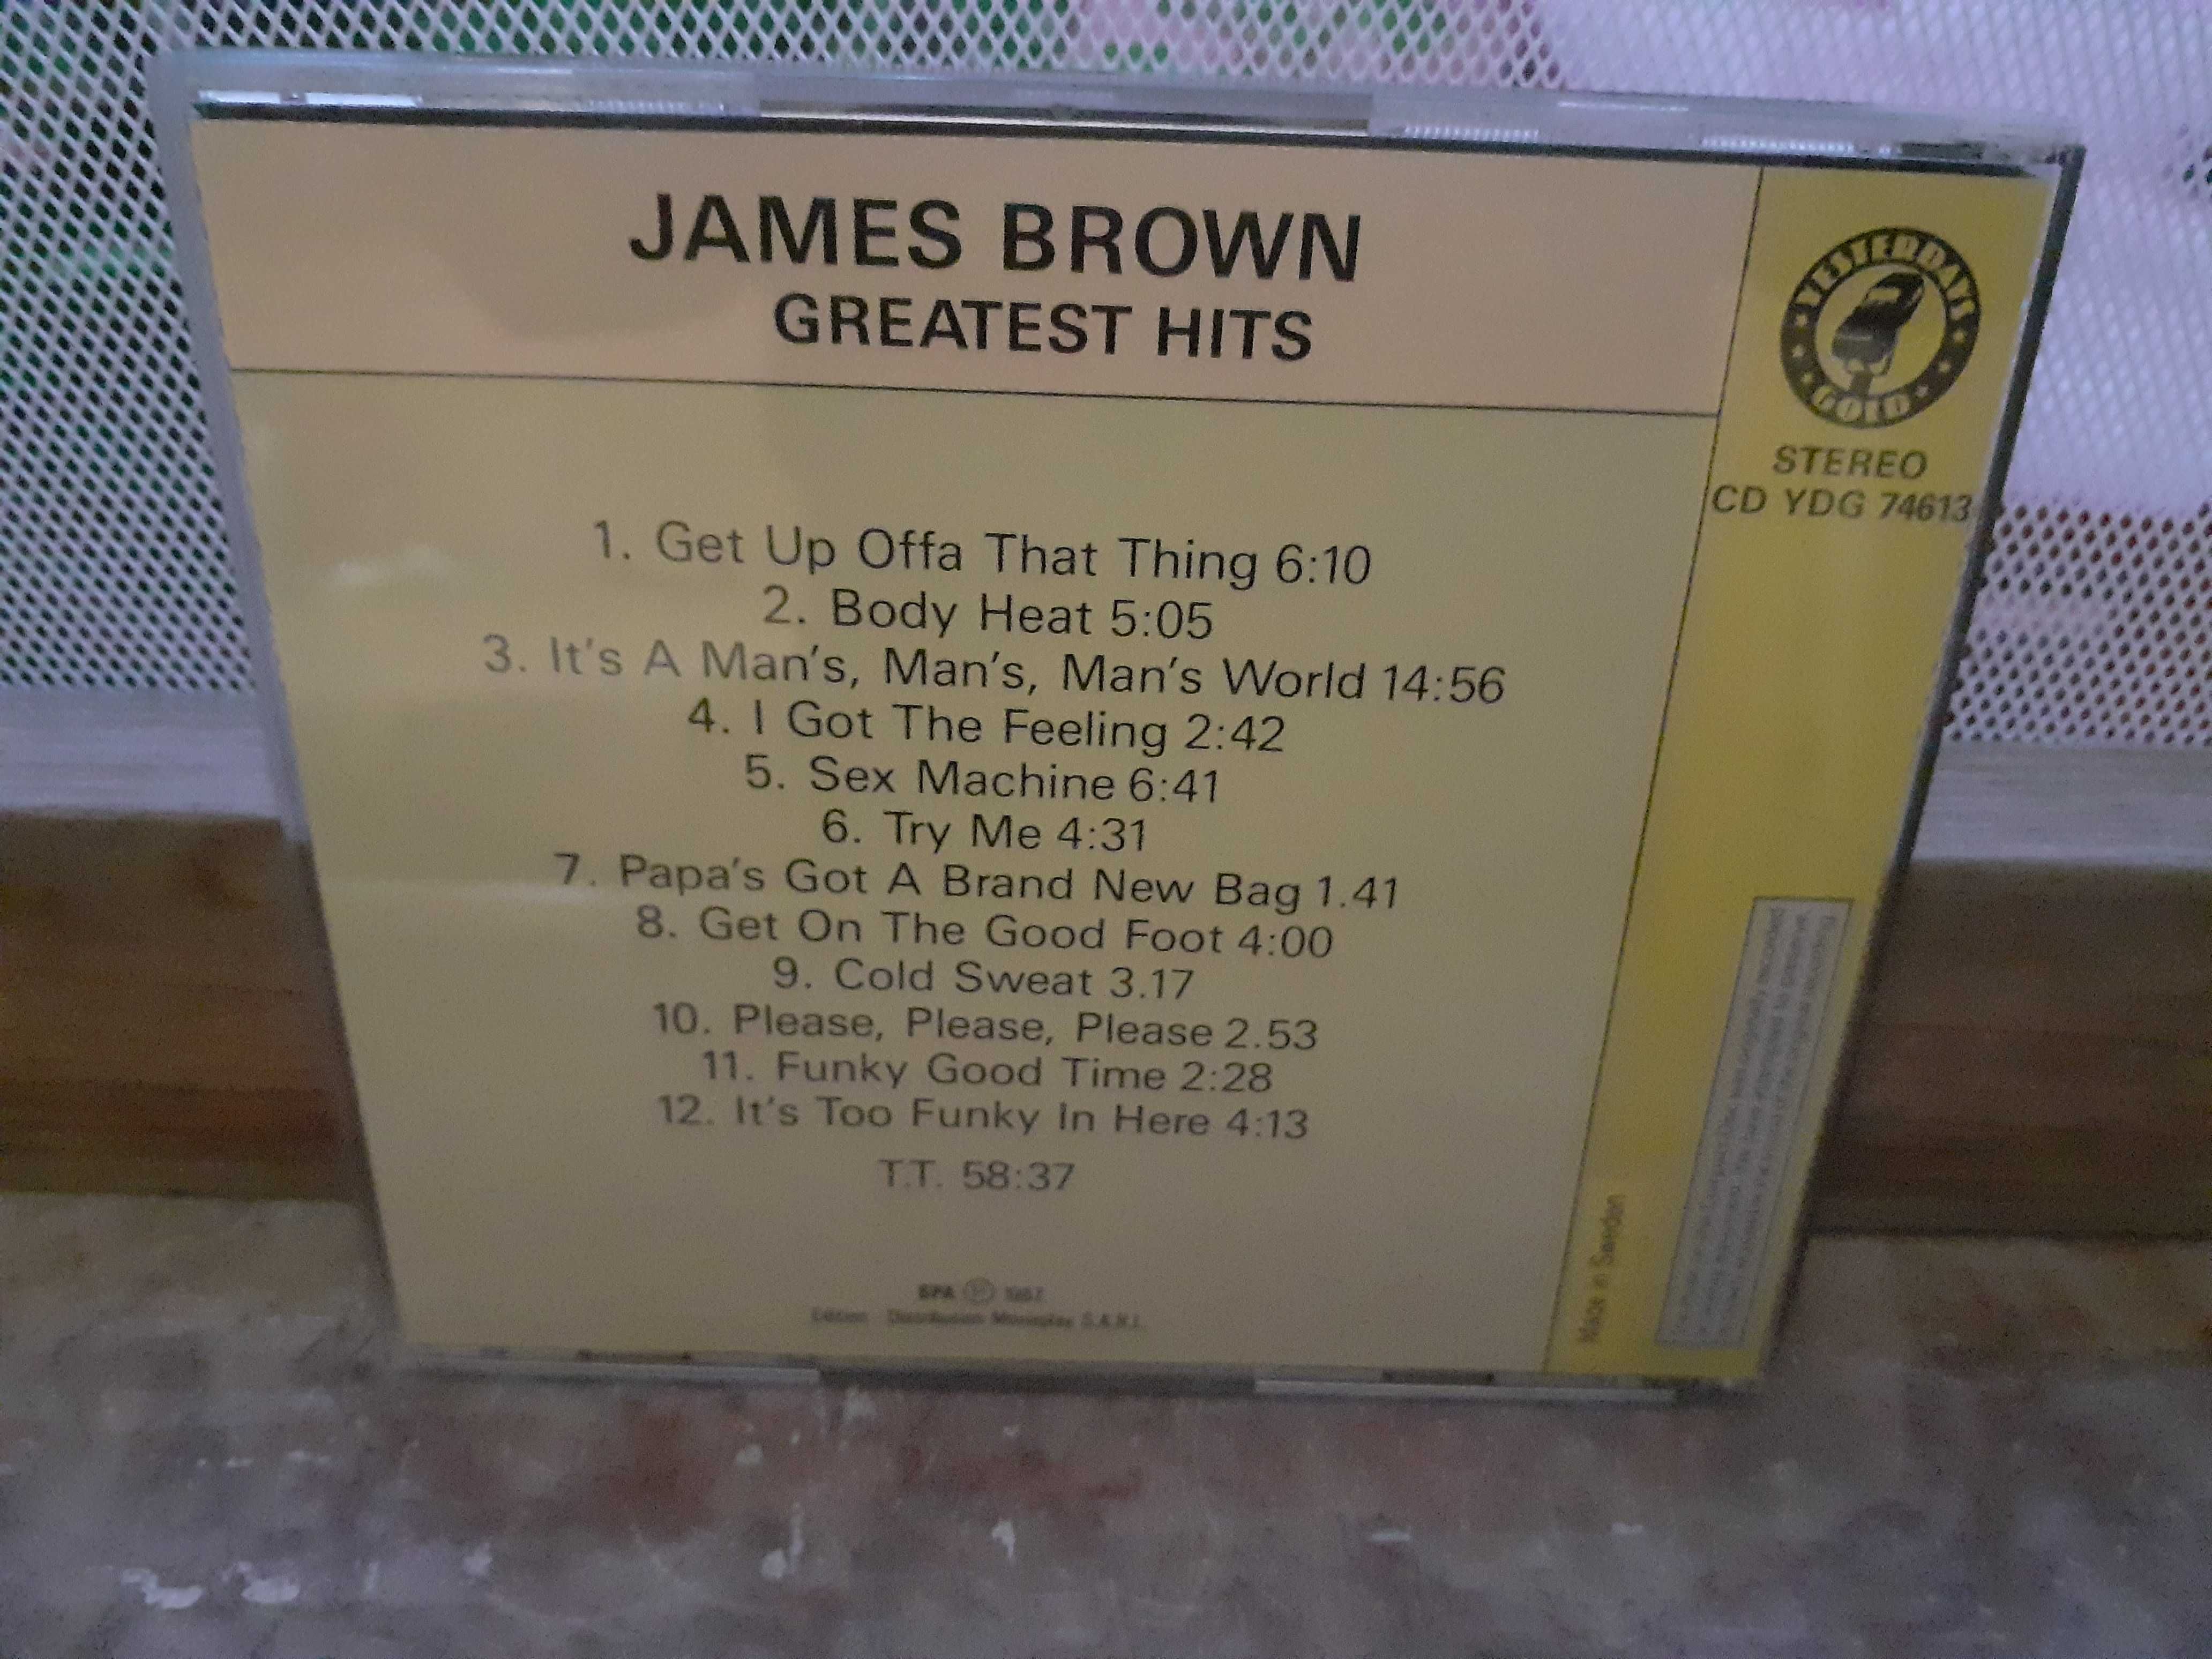 JAMES BROWN
GREATEST HITS
1. Get Up Offa That Thing 6:10
2. Body Heat 5:05
3. It's A Man's, Man's, Man's World 14:56
4. I Got The Feeling 2:42
5. Sex Machine 6:41
6. Try Me 4:31
7. Papa's Got A Brand New Bag 1.41
8. Get On The Good Foot 4:00
9. Cold Sweat 3.17
10. Please, Please, Please 2.53
11. Funky Good Time 2:28
12. It's Too Funky In Here 4:13
T.T. 58:37
YESTERDAYS
GOLD
STEREO
CD YDG 74613
Made in Sweden